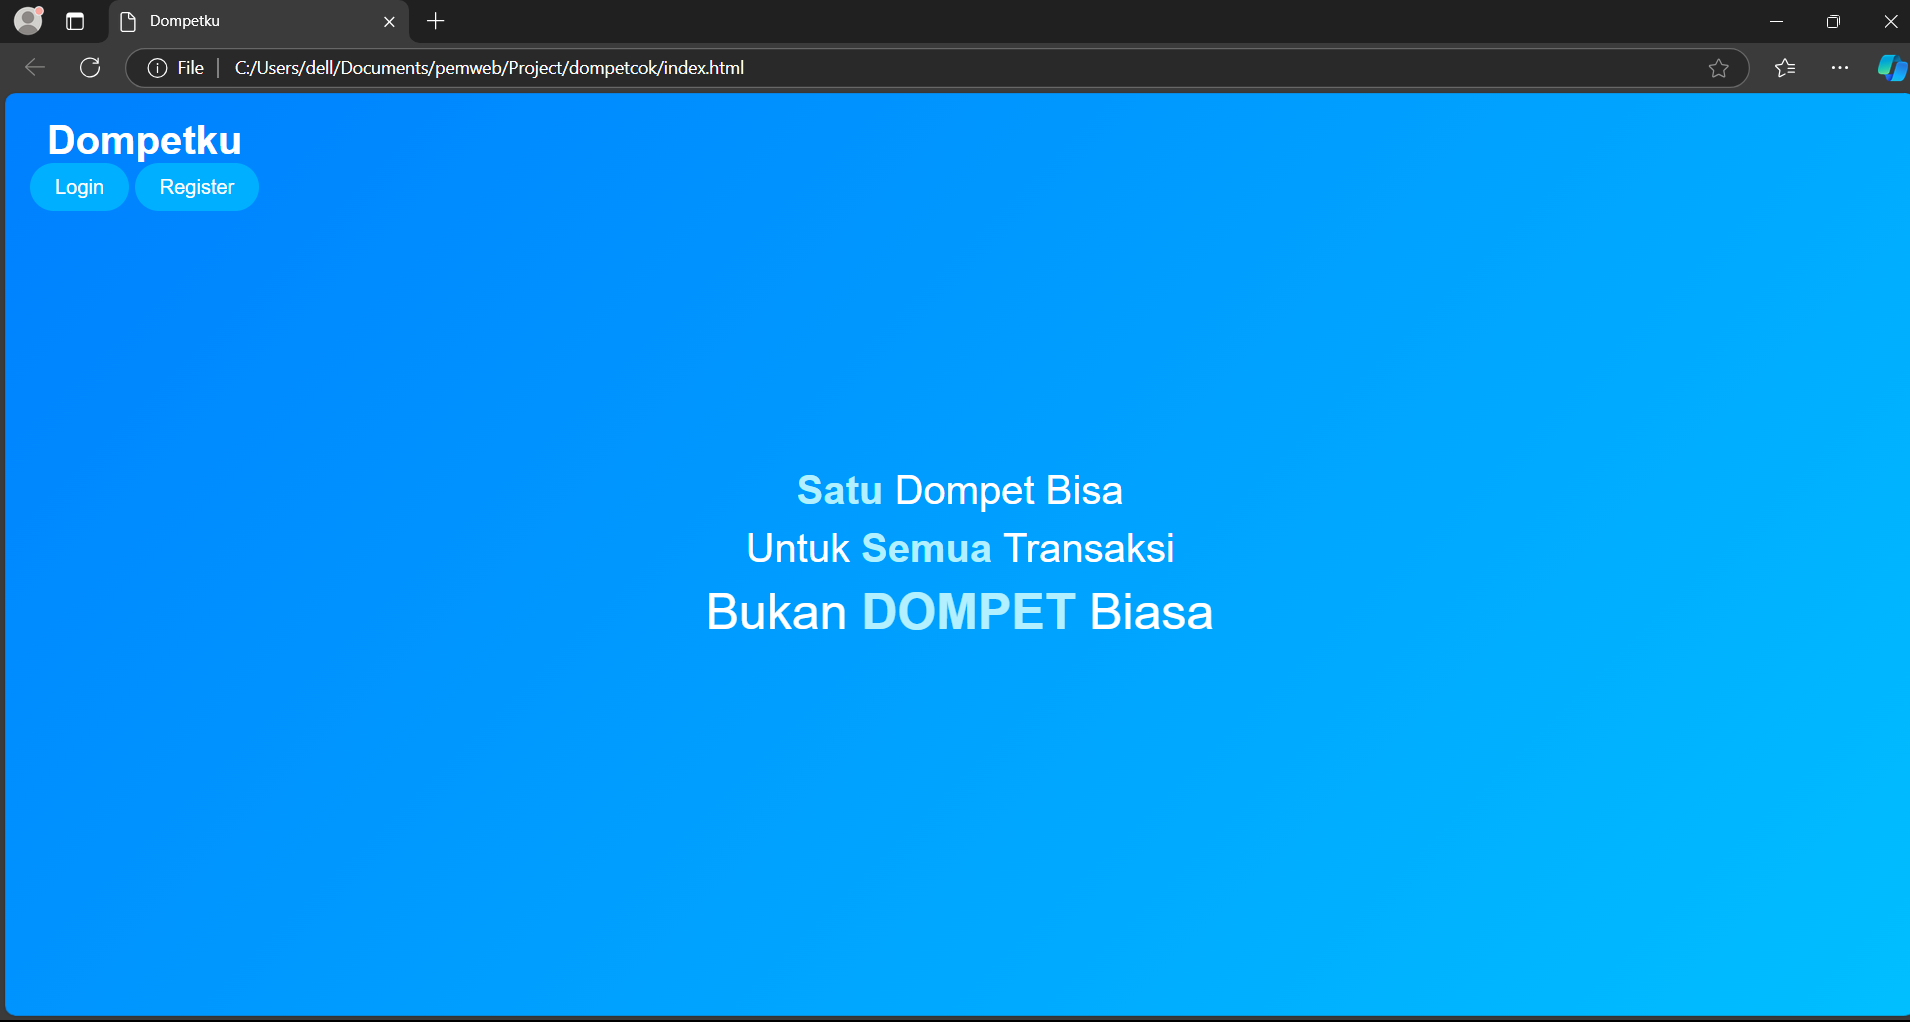 Dompetku
File C:/Users/dell/Documents/pemweb/Project/dompetcok/index.html
Dompetku
Login Register
Satu Dompet Bisa
Untuk Semua Transaksi
Bukan DOMPET Biasa